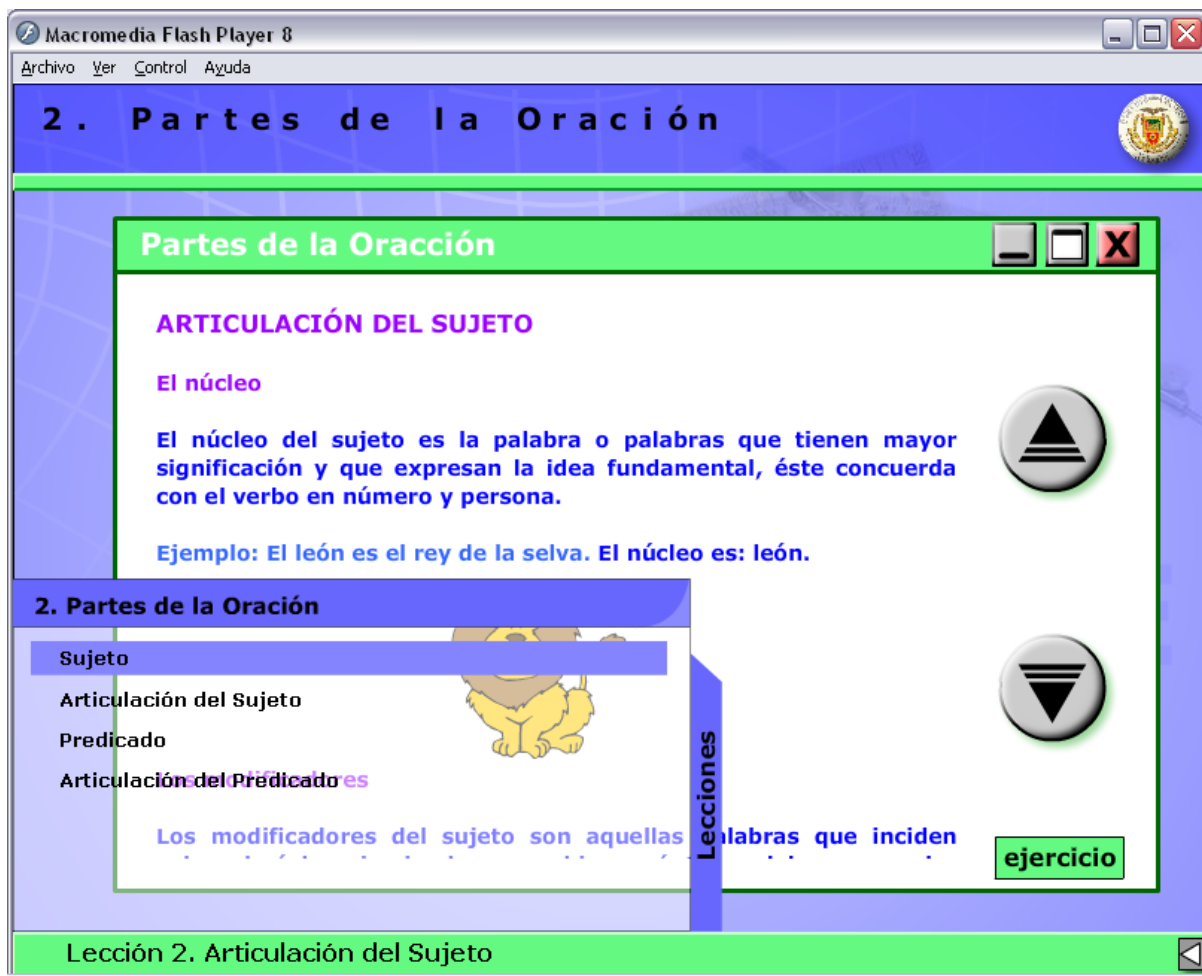 Macromedia Flash Player 8
Archivo Ver Control Ayuda
2. Partes de la Oración
Partes de la Oracción
X
ARTICULACIÓN DEL SUJETO
El núcleo
El núcleo del sujeto es la palabra o palabras que tienen mayor
significación y que expresan la idea fundamental, éste concuerda
con el verbo en número y persona.
Ejemplo: El león es el rey de la selva. El núcleo es: león.
2. Partes de la Oración
Sujeto
Articulación del Sujeto
Predicado
Articulación del Predicado
Los modificadores
Lecciones
Los modificadores del sujeto son aquellas palabras que inciden
ejercicio
Lección 2. Articulación del Sujeto